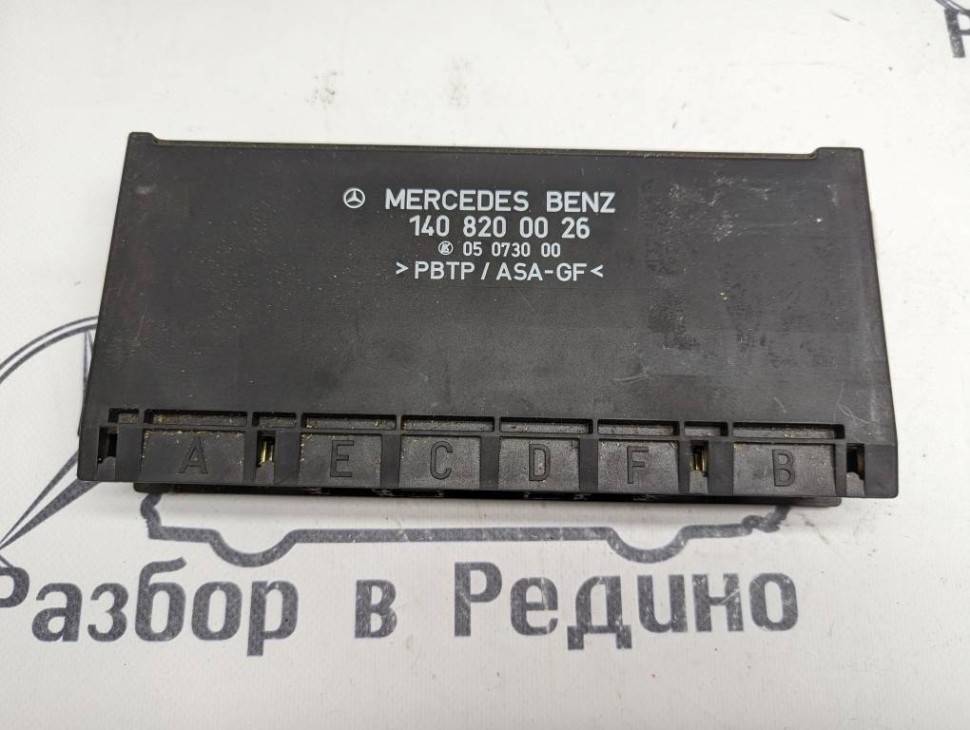 MERCEDES BENZ
140 820 00 26
05 0730 00
>PBTP / ASA-GF<
A E C D F B
Разбор в Редино